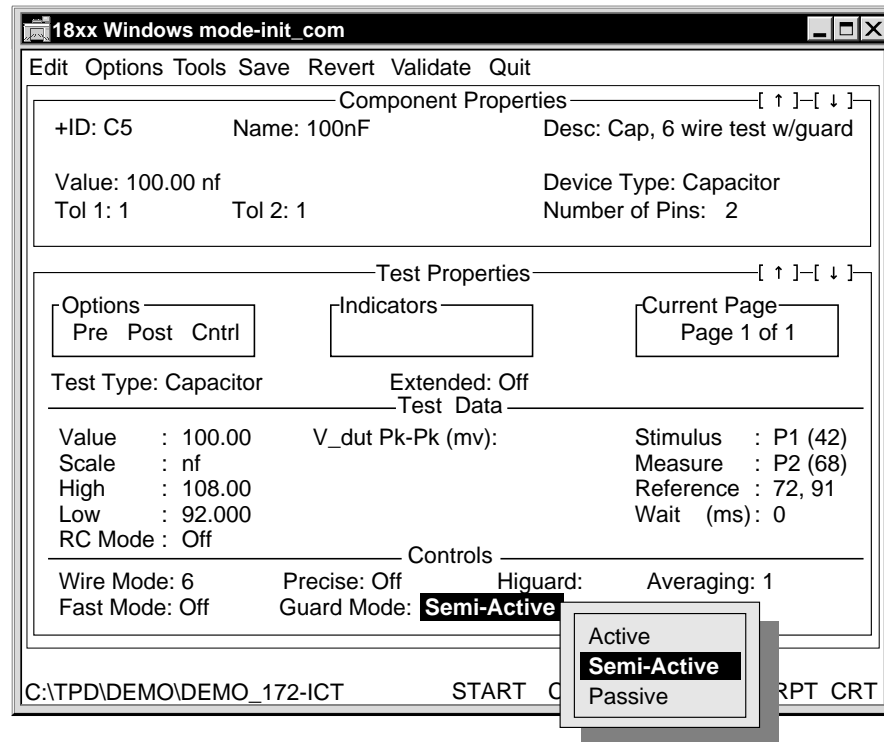 18xx Windows mode-init_com
Edit Options Tools Save Revert Validate Quit
Component Properties [ ↑ ]–[ ↓ ]
+ID: C5 Name: 100nF Desc: Cap, 6 wire test w/guard
Value: 100.00 nf Device Type: Capacitor
Tol 1: 1 Tol 2: 1 Number of Pins: 2
Test Properties [ ↑ ]–[ ↓ ]
Options Indicators Current Page
Pre Post Cntrl Page 1 of 1
Test Type: Capacitor Extended: Off
Test Data
Value : 100.00 V_dut Pk-Pk (mv): Stimulus : P1 (42)
Scale : nf Measure : P2 (68)
High : 108.00 Reference : 72, 91
Low : 92.000 Wait (ms): 0
RC Mode : Off
Controls
Wire Mode: 6 Precise: Off Higuard: Averaging: 1
Fast Mode: Off Guard Mode: Semi-Active
Active
Semi-Active
Passive
C:\TPD\DEMO\DEMO_172-ICT START CRT